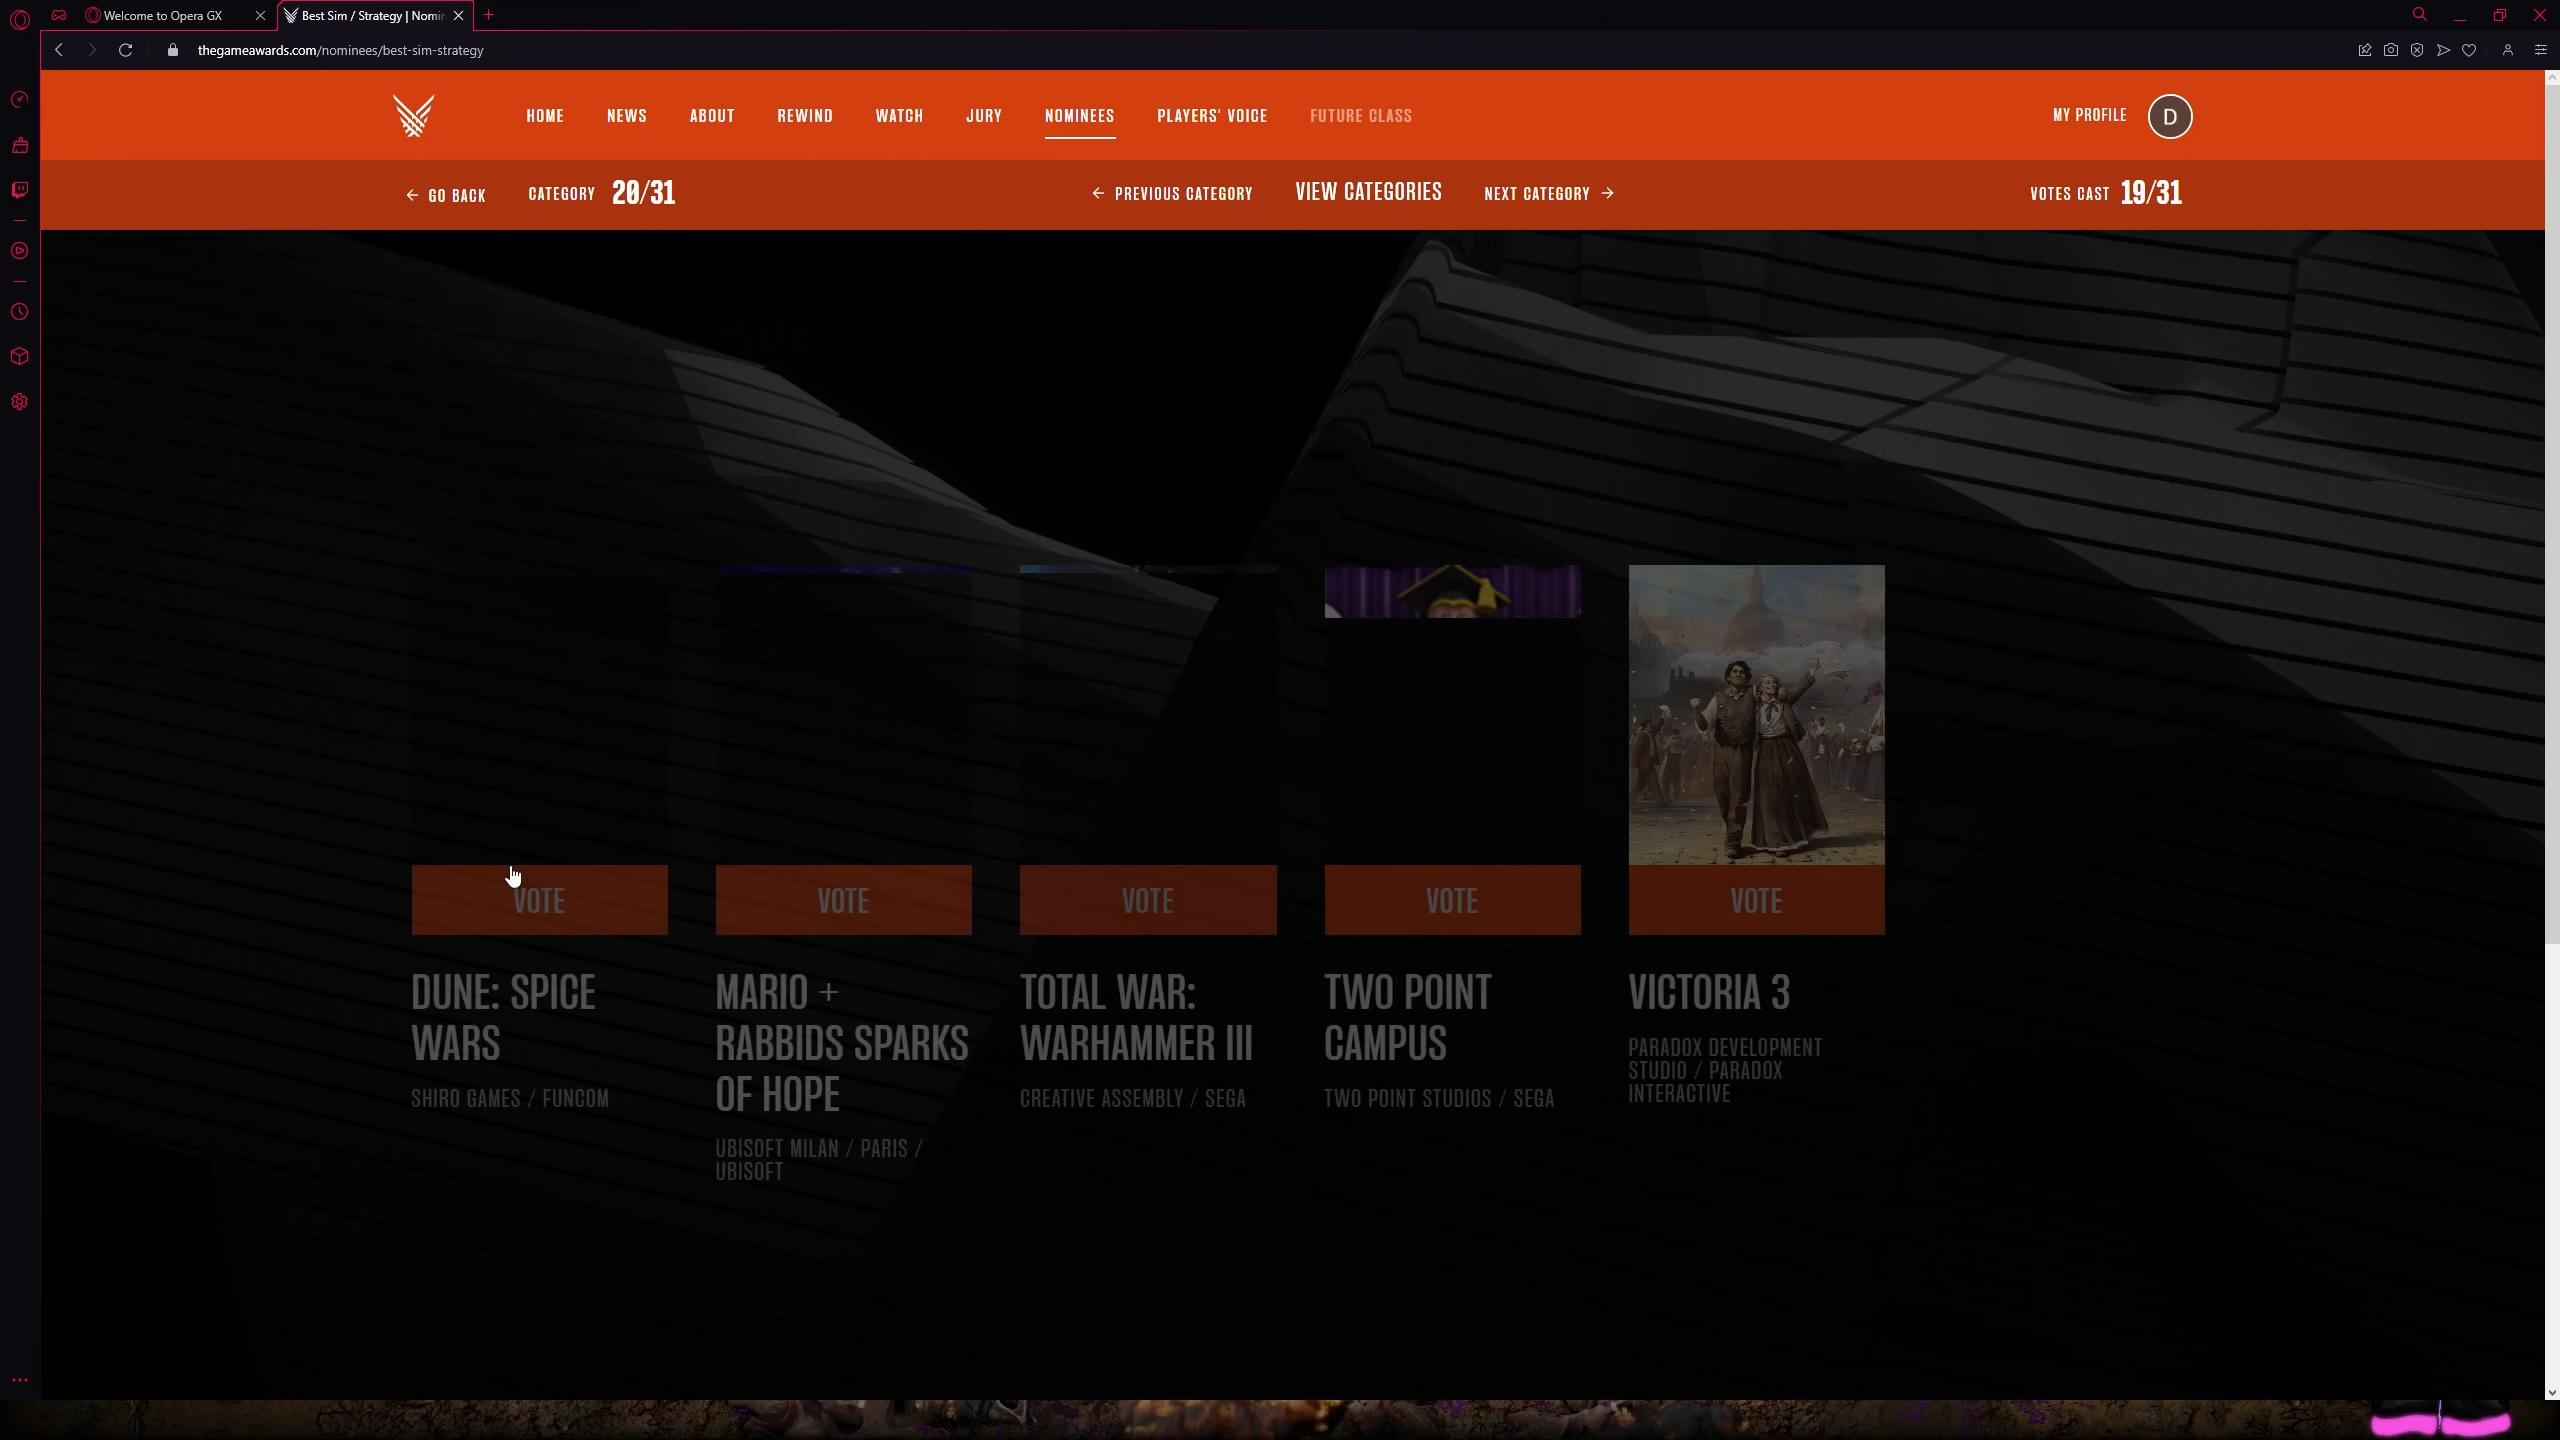 Welcome to Opera GX
Best Sim / Strategy | Nomin
thegameawards.com/nominees/best-sim-strategy
HOME NEWS ABOUT REWIND WATCH JURY NOMINEES PLAYERS' VOICE FUTURE CLASS MY PROFILE D
GO BACK CATEGORY 20/31 PREVIOUS CATEGORY VIEW CATEGORIES NEXT CATEGORY VOTES CAST 19/31
VOTE VOTE VOTE VOTE VOTE
DUNE: SPICE
WARS
SHIRO GAMES / FUNCOM
MARIO +
RABBIDS SPARKS
OF HOPE
UBISOFT MILAN / PARIS /
UBISOFT
TOTAL WAR:
WARHAMMER III
CREATIVE ASSEMBLY / SEGA
TWO POINT
CAMPUS
TWO POINT STUDIOS / SEGA
VICTORIA 3
PARADOX DEVELOPMENT
STUDIO / PARADOX
INTERACTIVE